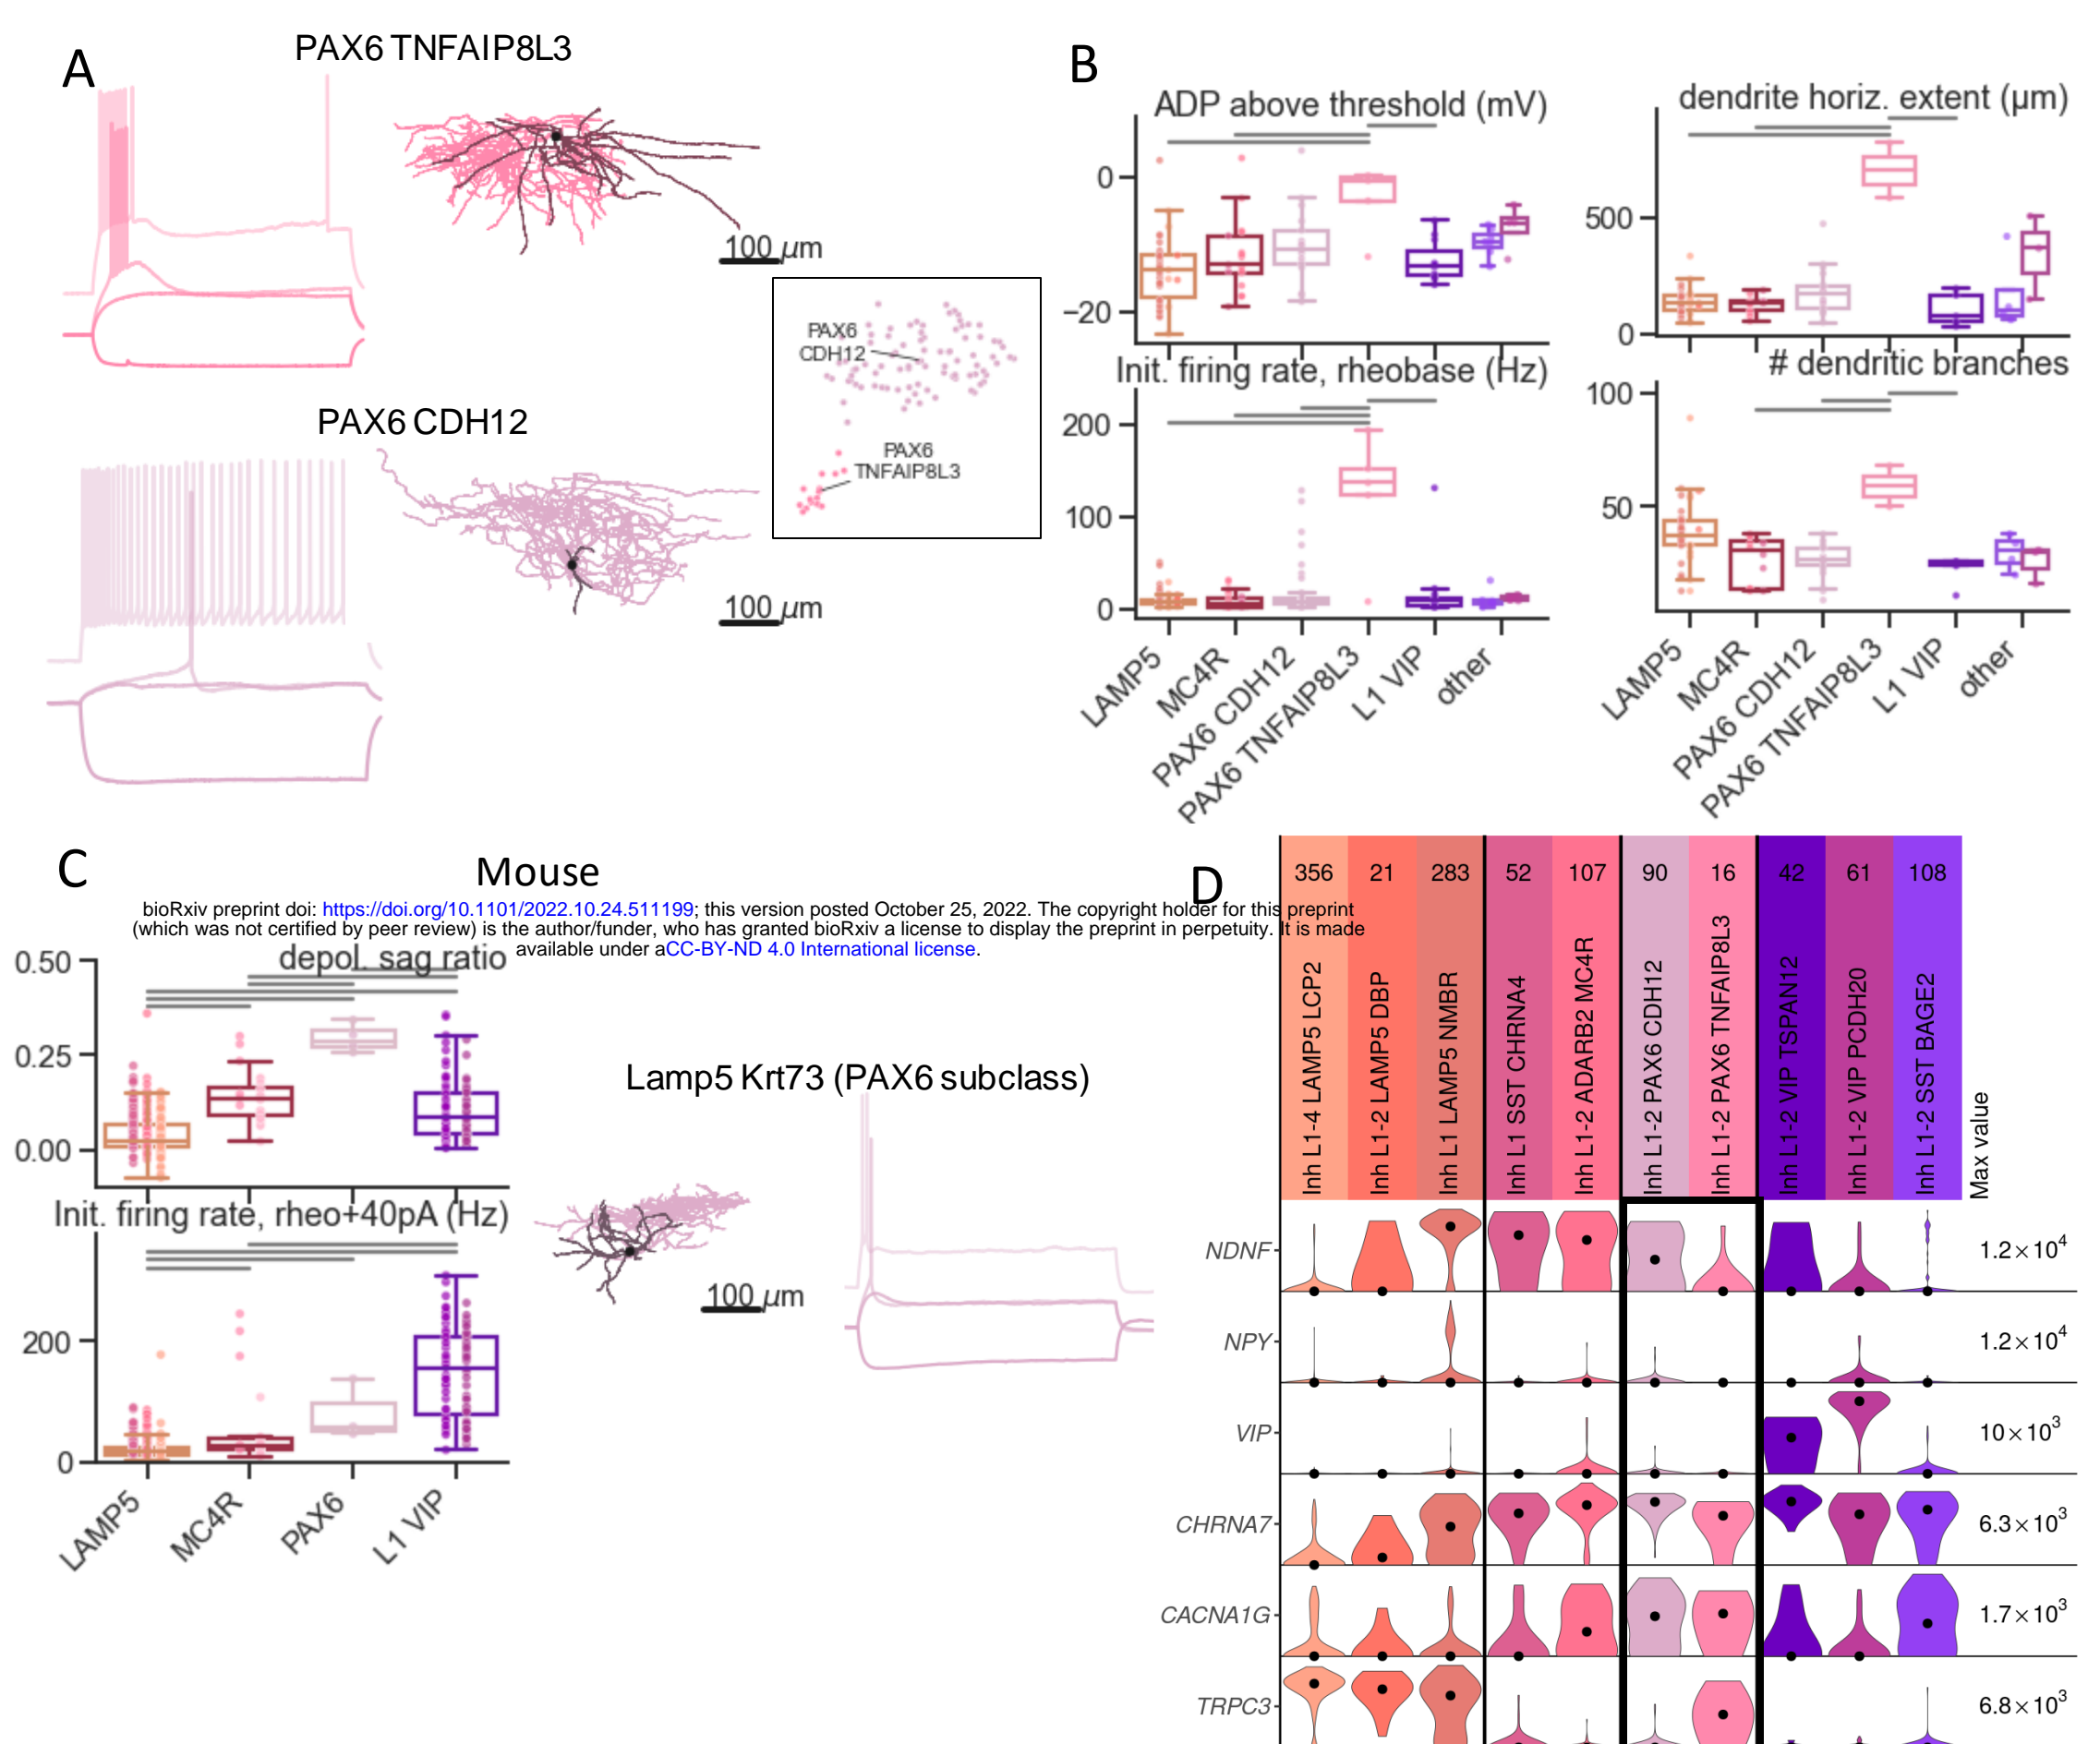 A
PAX6 TNFAIP8L3
100 µm
PAX6 CDH12
100 µm
PAX6
CDH12
PAX6
TNFAIP8L3
B
ADP above threshold (mV)
0
−20
dendrite horiz. extent (µm)
500
0
Init. firing rate, rheobase (Hz)
200
100
0
# dendritic branches
100
50
LAMP5
MC4R
PAX6 CDH12
PAX6 TNFAIP8L3
L1 VIP
other
LAMP5
MC4R
PAX6 CDH12
PAX6 TNFAIP8L3
L1 VIP
other
C
Mouse
bioRxiv preprint doi: https://doi.org/10.1101/2022.10.24.511199; this version posted October 25, 2022. The copyright holder for this preprint
(which was not certified by peer review) is the author/funder, who has granted bioRxiv a license to display the preprint in perpetuity. It is made
available under aCC-BY-ND 4.0 International license.
depol. sag ratio
0.50
0.25
0.00
Init. firing rate, rheo+40pA (Hz)
200
0
LAMP5
MC4R
PAX6
L1 VIP
Lamp5 Krt73 (PAX6 subclass)
100 µm
D
356 21 283 52 107 90 16 42 61 108
Inh L1-4 LAMP5 LCP2
Inh L1-2 LAMP5 DBP
Inh L1 LAMP5 NMBR
Inh L1 SST CHRNA4
Inh L1-2 ADARB2 MC4R
Inh L1-2 PAX6 CDH12
Inh L1-2 PAX6 TNFAIP8L3
Inh L1-2 VIP TSPAN12
Inh L1-2 VIP PCDH20
Inh L1-2 SST BAGE2
Max value
NDNF 1.2×10⁴
NPY 1.2×10⁴
VIP 10×10³
CHRNA7 6.3×10³
CACNA1G 1.7×10³
TRPC3 6.8×10³